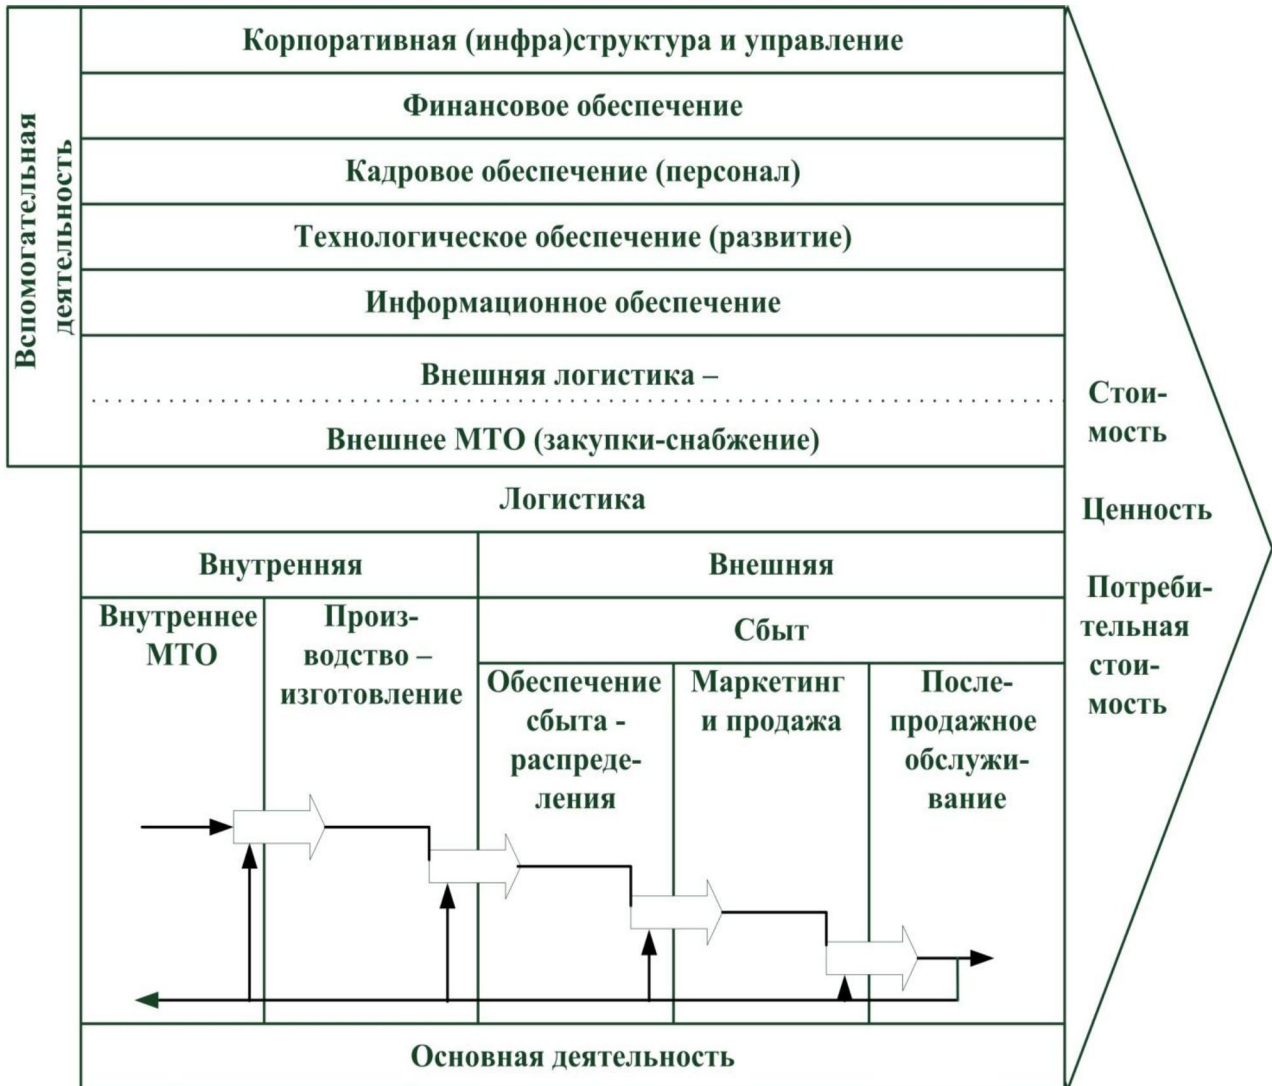 Вспомогательная
деятельность
Корпоративная (инфра)структура и управление
Финансовое обеспечение
Кадровое обеспечение (персонал)
Технологическое обеспечение (развитие)
Информационное обеспечение
Внешняя логистика –
Внешнее МТО (закупки-снабжение)
Логистика
Внутренняя
Внешняя
Внутреннее
МТО
Произ-
водство –
изготовление
Сбыт
Обеспечение
сбыта -
распреде-
ления
Маркетинг
и продажа
После-
продажное
обслужи-
вание
Основная деятельность
Стои-
мость
Ценность
Потреби-
тельная
стои-
мость